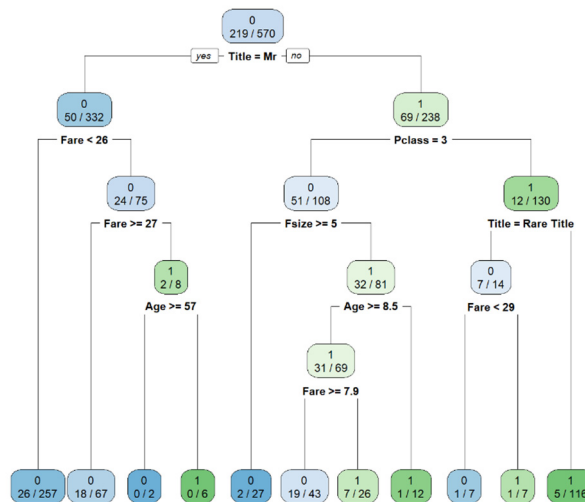 0
219 / 570
yes Title = Mr no
0
50 / 332
1
69 / 238
Fare < 26
Pclass = 3
0
24 / 75
0
51 / 108
1
12 / 130
Fare >= 27
Fsize >= 5
Title = Rare Title
1
2 / 8
1
32 / 81
0
7 / 14
Age >= 57
Age >= 8.5
Fare < 29
1
31 / 69
Fare >= 7.9
0
26 / 257
0
18 / 67
0
0 / 2
1
0 / 6
0
2 / 27
0
19 / 43
1
7 / 26
1
1 / 12
0
1 / 7
1
1 / 7
1
5 / 116